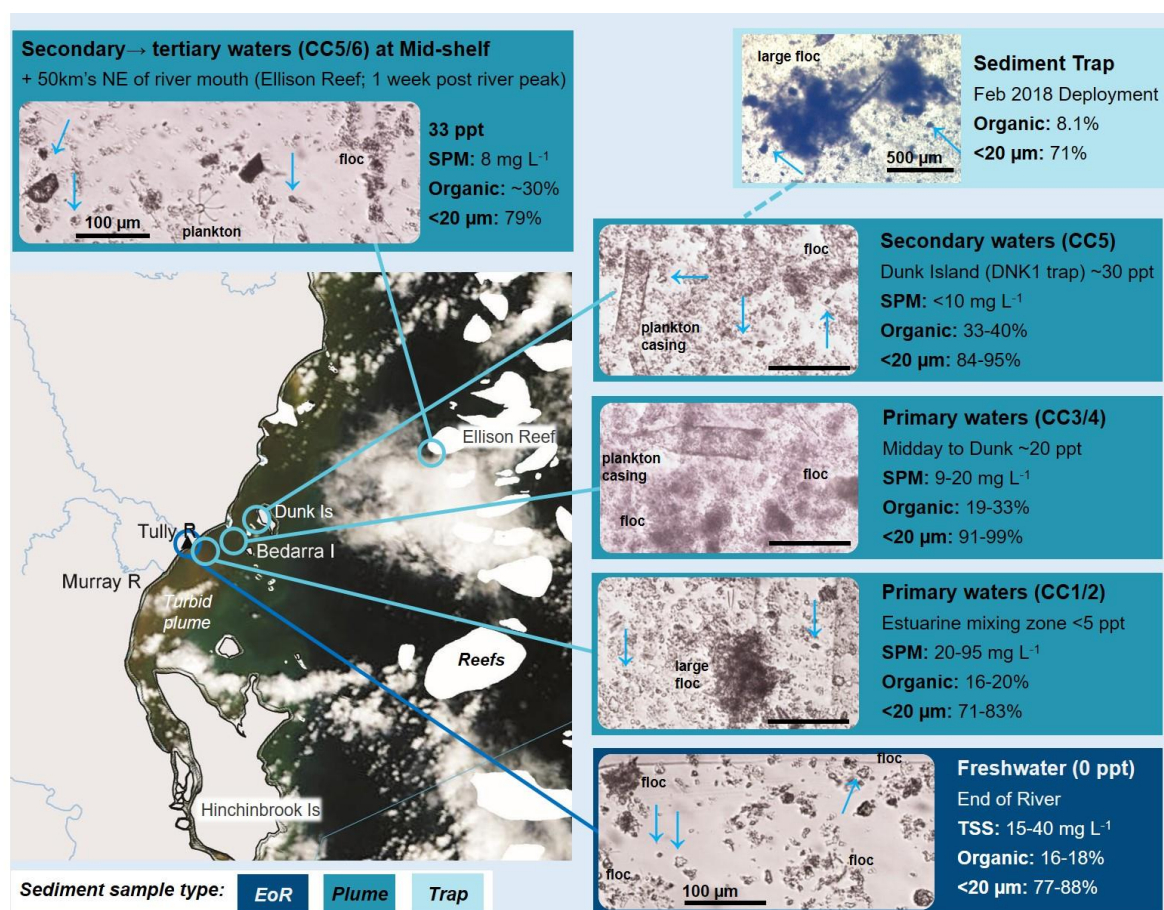 Secondary→ tertiary waters (CC5/6) at Mid-shelf
+ 50km's NE of river mouth (Ellison Reef; 1 week post river peak)
floc
plankton
100 µm
33 ppt
SPM: 8 mg L⁻¹
Organic: ~30%
<20 µm: 79%
large floc
500 µm
Sediment Trap
Feb 2018 Deployment
Organic: 8.1%
<20 µm: 71%
floc
plankton
casing
Secondary waters (CC5)
Dunk Island (DNK1 trap) ~30 ppt
SPM: <10 mg L⁻¹
Organic: 33-40%
<20 µm: 84-95%
plankton
casing
floc
floc
Primary waters (CC3/4)
Midday to Dunk ~20 ppt
SPM: 9-20 mg L⁻¹
Organic: 19-33%
<20 µm: 91-99%
large
floc
Primary waters (CC1/2)
Estuarine mixing zone <5 ppt
SPM: 20-95 mg L⁻¹
Organic: 16-20%
<20 µm: 71-83%
floc
floc
floc
floc
100 µm
Freshwater (0 ppt)
End of River
TSS: 15-40 mg L⁻¹
Organic: 16-18%
<20 µm: 77-88%
Ellison Reef
Dunk Is
Tully R
Bedarra I
Murray R
Turbid
plume
Reefs
Hinchinbrook Is
Sediment sample type: EoR Plume Trap